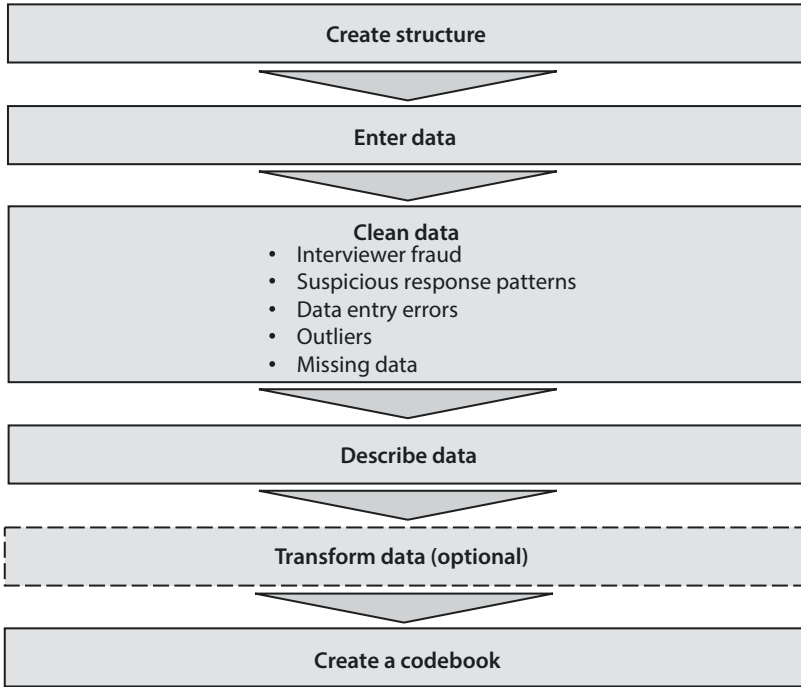 Create structure
Enter data
Clean data
• Interviewer fraud
• Suspicious response patterns
• Data entry errors
• Outliers
• Missing data
Describe data
Transform data (optional)
Create a codebook